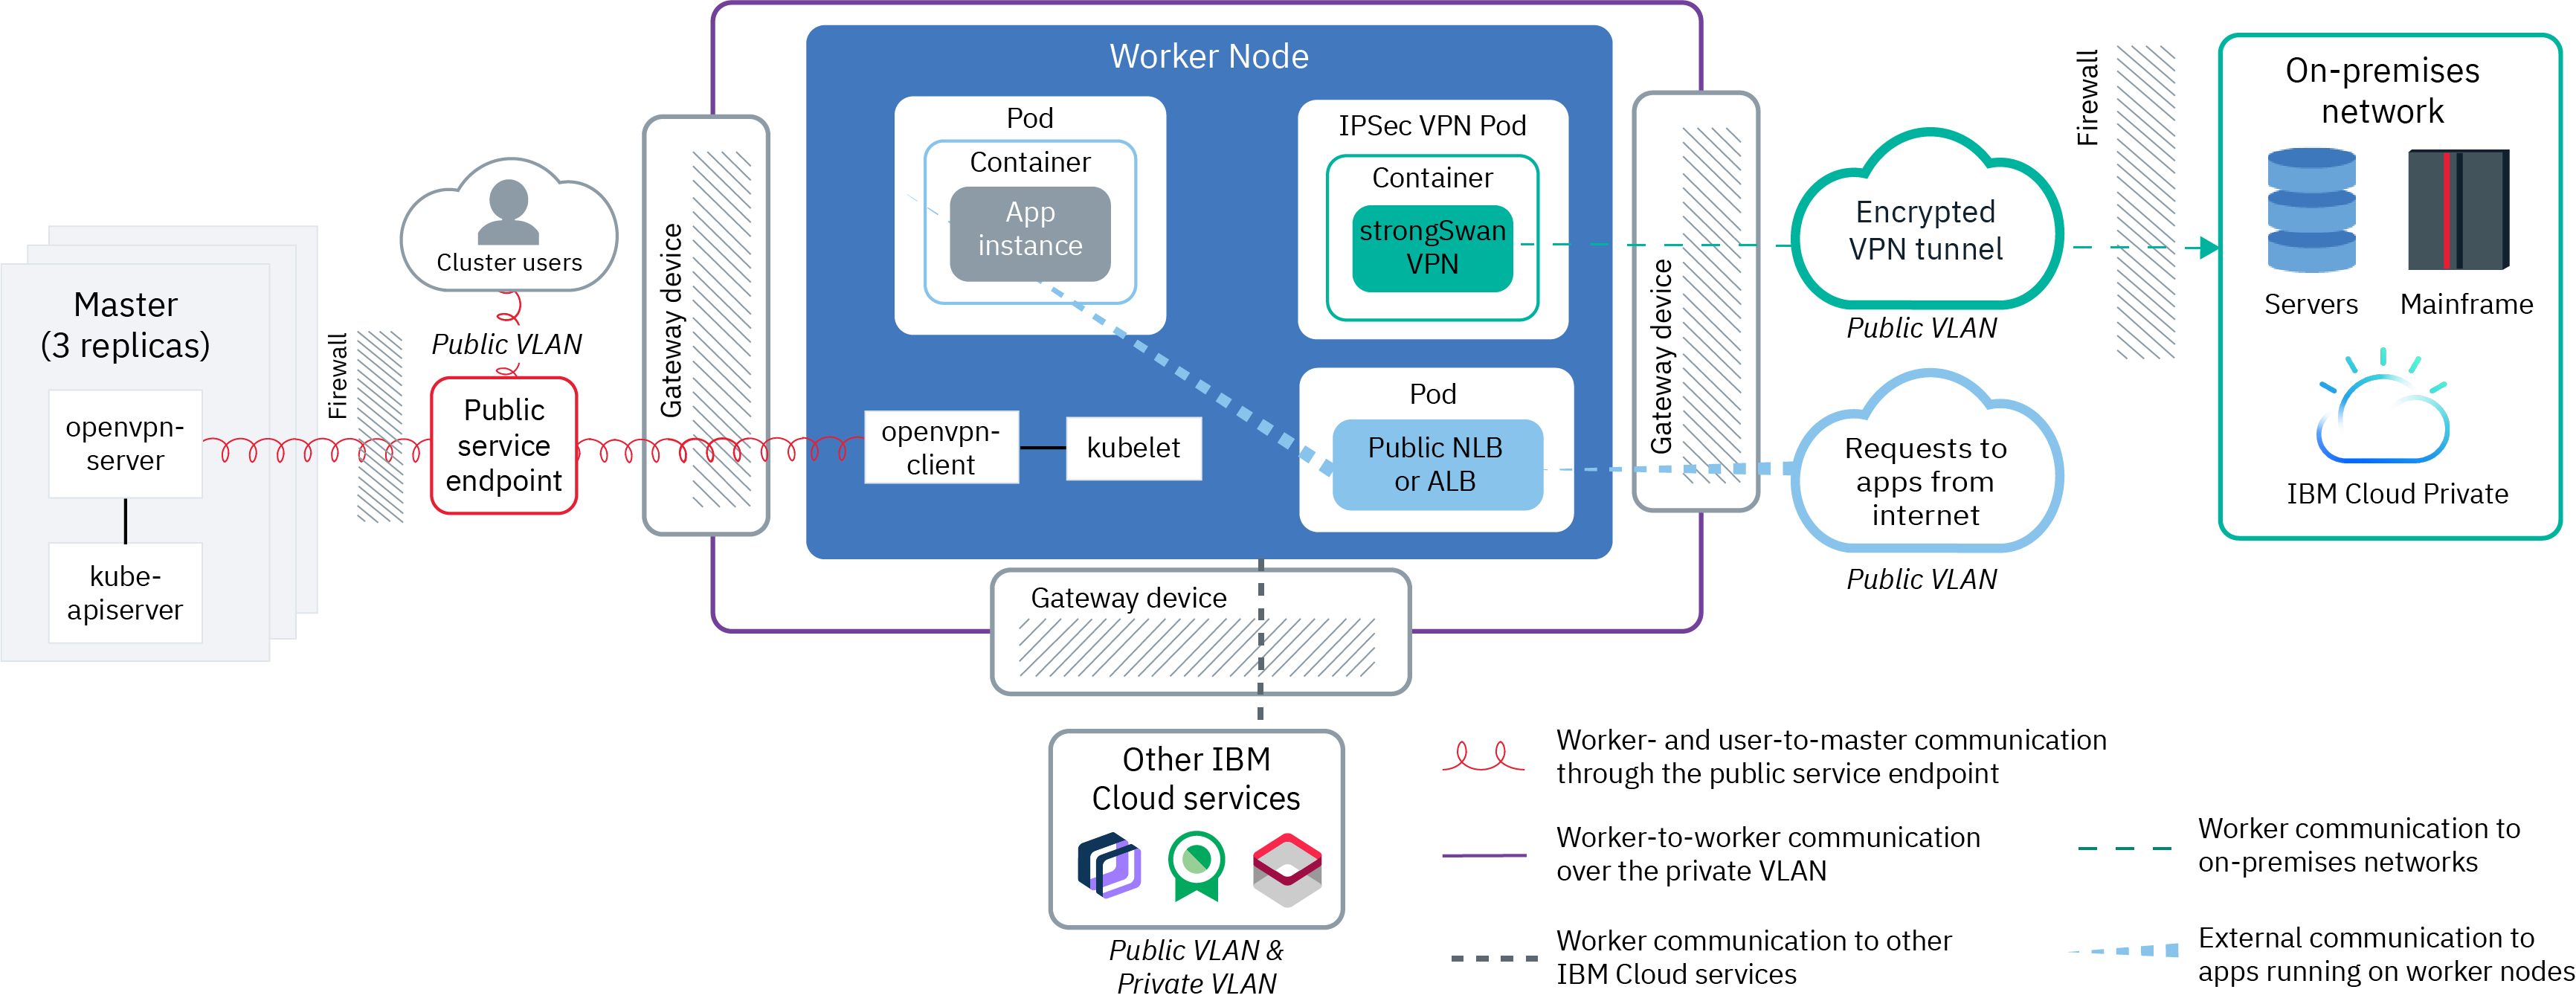 Master
(3 replicas)
openvpn-
server
kube-
apiserver
Firewall
Cluster users
Public VLAN
Public
service
endpoint
Gateway device
Worker Node
Pod
Container
App
instance
openvpn-
client
kubelet
IPSec VPN Pod
Container
strongSwan
VPN
Pod
Public NLB
or ALB
Gateway device
Gateway device
Other IBM
Cloud services
Public VLAN &
Private VLAN
Encrypted
VPN tunnel
Public VLAN
Requests to
apps from
internet
Public VLAN
Firewall
On-premises
network
Servers
Mainframe
IBM Cloud Private
Worker- and user-to-master communication
through the public service endpoint
Worker-to-worker communication
over the private VLAN
Worker communication to other
IBM Cloud services
Worker communication to
on-premises networks
External communication to
apps running on worker nodes